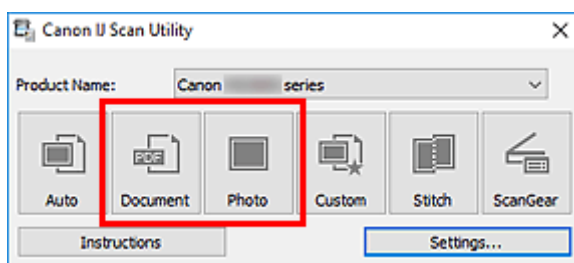 Canon IJ Scan Utility
Product Name: Canon series
PDF
Auto Document Photo Custom Stitch ScanGear
Instructions Settings...